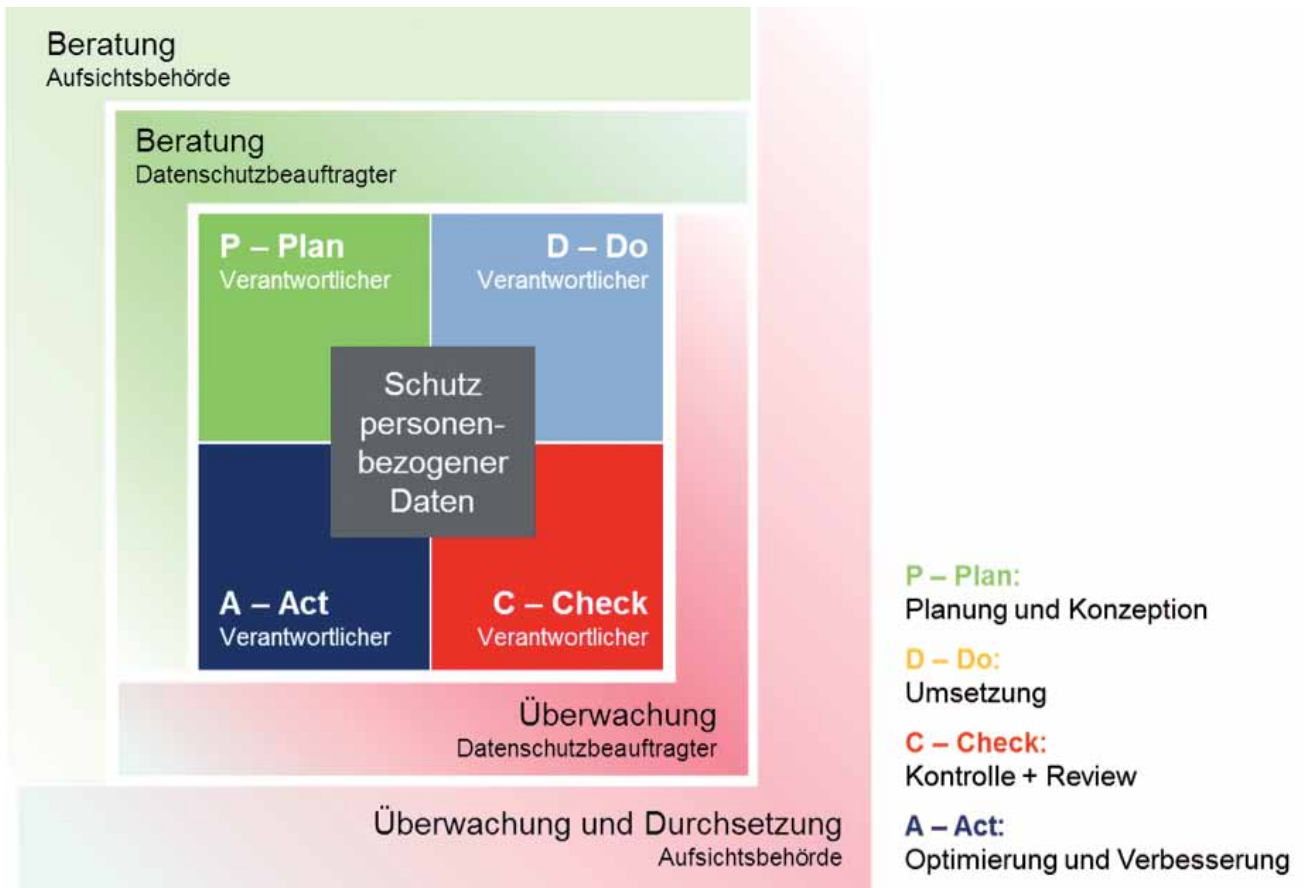 Beratung
Aufsichtsbehörde
Beratung
Datenschutzbeauftragter
P – Plan
Verantwortlicher
D – Do
Verantwortlicher
Schutz
personen-
bezogener
Daten
A – Act
Verantwortlicher
C – Check
Verantwortlicher
Überwachung
Datenschutzbeauftragter
Überwachung und Durchsetzung
Aufsichtsbehörde
P – Plan:
Planung und Konzeption
D – Do:
Umsetzung
C – Check:
Kontrolle + Review
A – Act:
Optimierung und Verbesserung